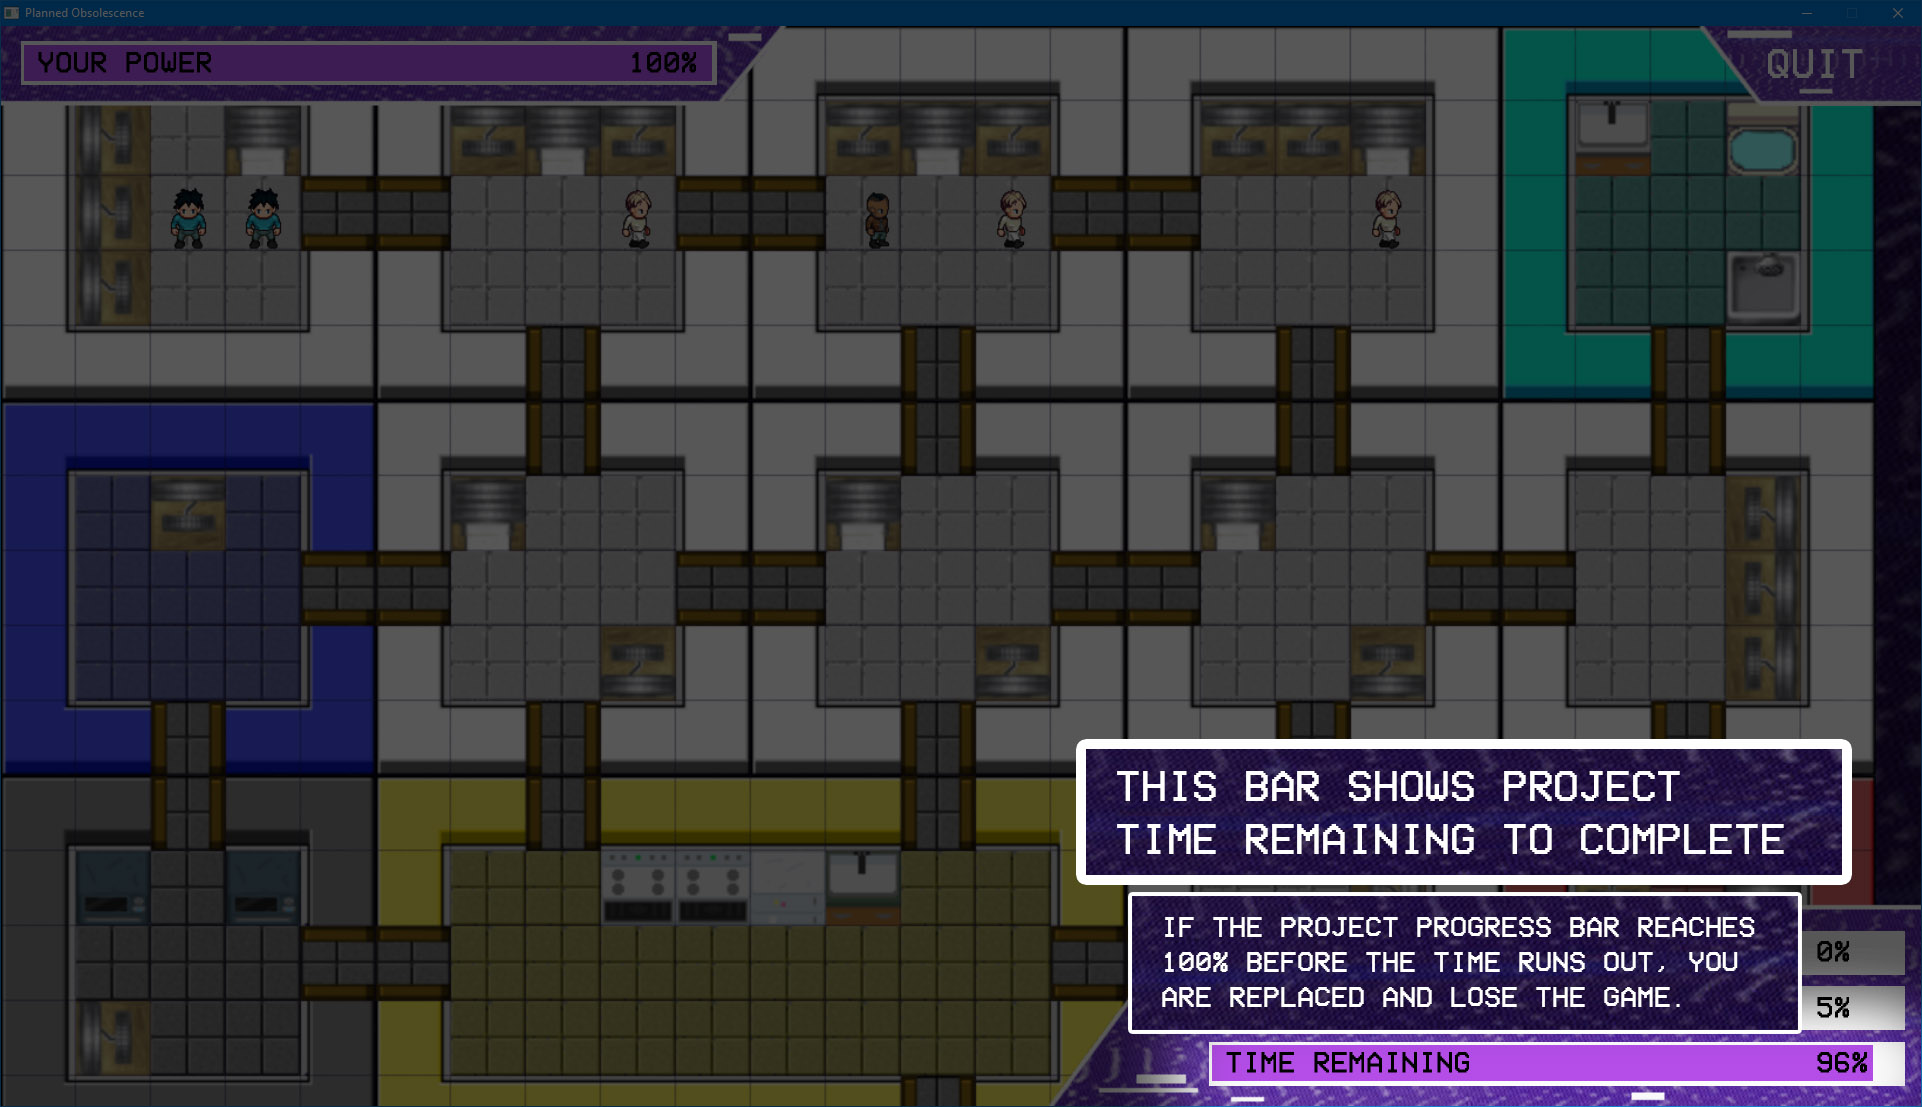 Planned Obsolescence
YOUR POWER 100%
QUIT
THIS BAR SHOWS PROJECT
TIME REMAINING TO COMPLETE
IF THE PROJECT PROGRESS BAR REACHES
100% BEFORE THE TIME RUNS OUT, YOU
ARE REPLACED AND LOSE THE GAME.
0%
5%
TIME REMAINING 96%